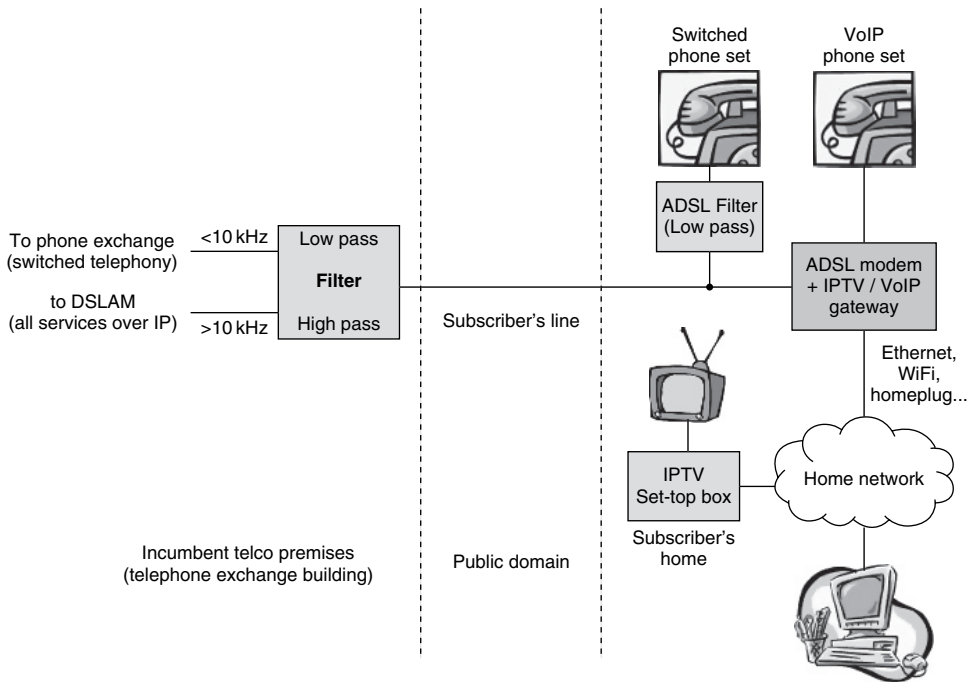 Switched
phone set
VoIP
phone set
ADSL Filter
(Low pass)
To phone exchange
(switched telephony)
<10 kHz
Low pass
Filter
High pass
to DSLAM
(all services over IP)
>10 kHz
Subscriber's line
ADSL modem
+ IPTV / VoIP
gateway
Ethernet,
WiFi,
homeplug...
Home network
IPTV
Set-top box
Subscriber's
home
Incumbent telco premises
(telephone exchange building)
Public domain